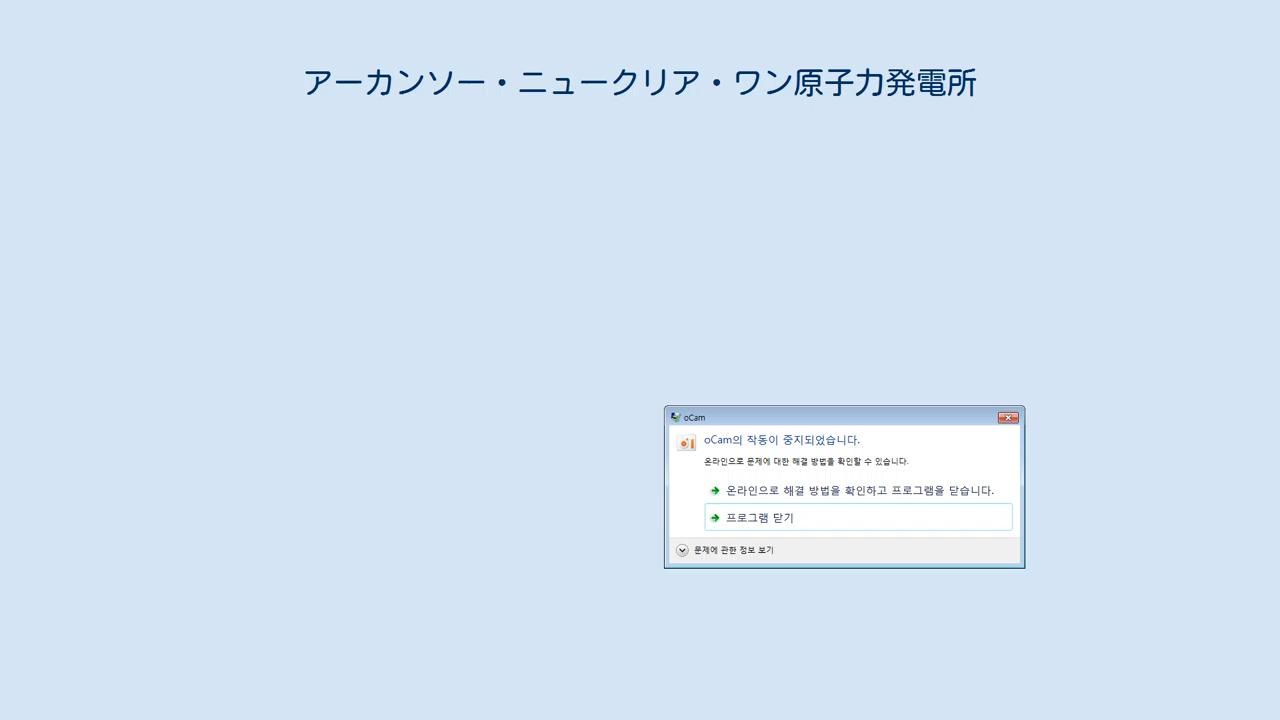 アーカンソー・ニュークリア・ワン原子力発電所
oCam
oCam의 작동이 중지되었습니다.
온라인으로 문제에 대한 해결 방법을 확인할 수 있습니다.
온라인으로 해결 방법을 확인하고 프로그램을 닫습니다.
프로그램 닫기
문제에 관한 정보 보기